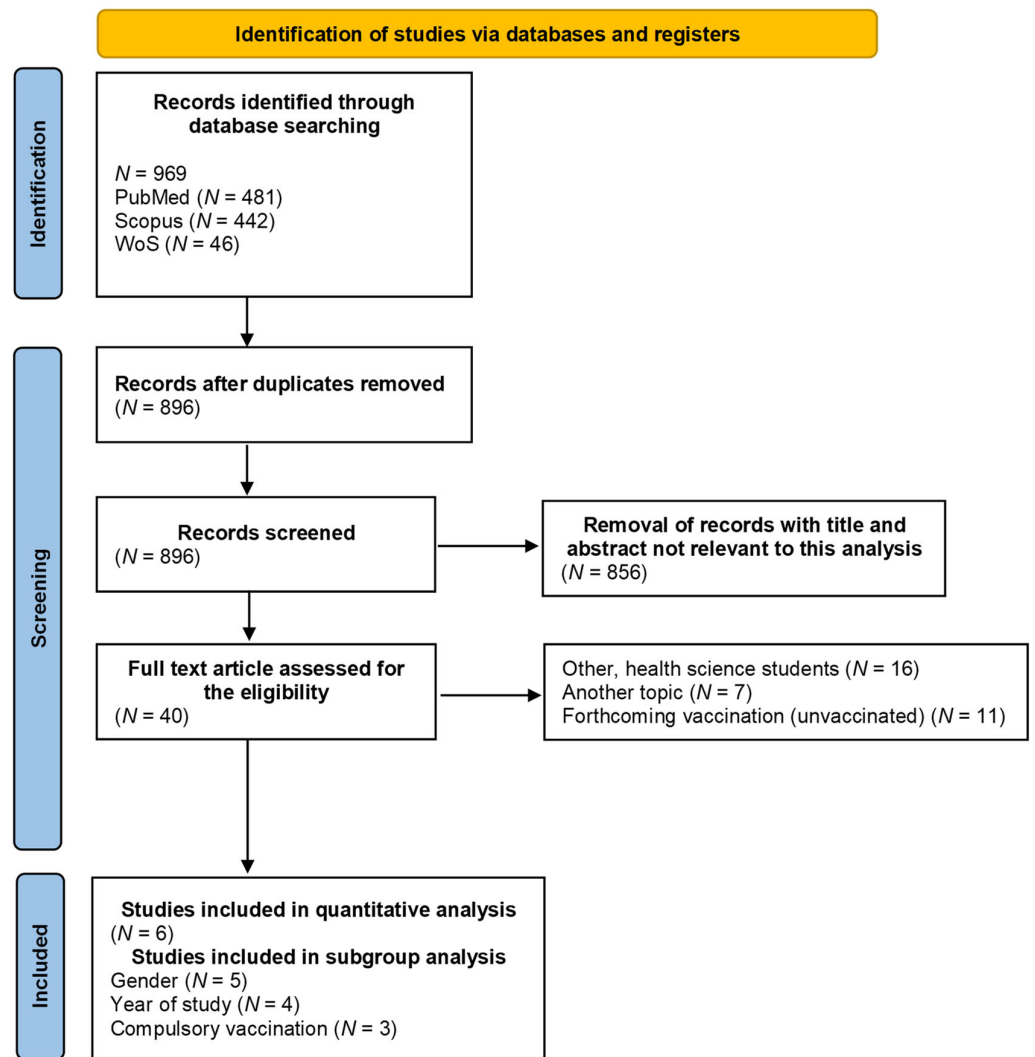 Identification of studies via databases and registers
Identification
Records identified through
database searching
N = 969
PubMed (N = 481)
Scopus (N = 442)
WoS (N = 46)
Screening
Records after duplicates removed
(N = 896)
Records screened
(N = 896)
Removal of records with title and
abstract not relevant to this analysis
(N = 856)
Full text article assessed for
the eligibility
(N = 40)
Other, health science students (N = 16)
Another topic (N = 7)
Forthcoming vaccination (unvaccinated) (N = 11)
Included
Studies included in quantitative analysis
(N = 6)
Studies included in subgroup analysis
Gender (N = 5)
Year of study (N = 4)
Compulsory vaccination (N = 3)